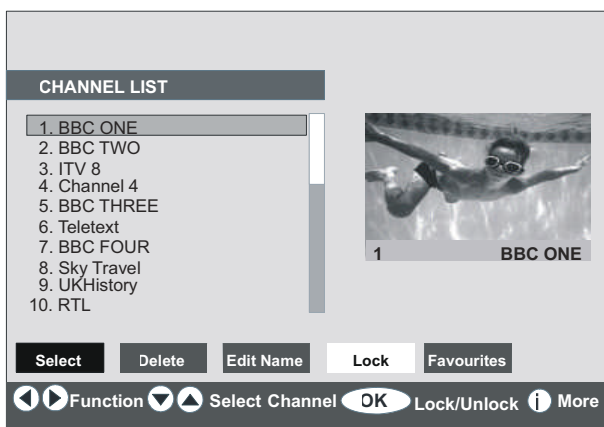 CHANNEL LIST
1. BBC ONE
2. BBC TWO
3. ITV 8
4. Channel 4
5. BBC THREE
6. Teletext
7. BBC FOUR
8. Sky Travel
9. UKHistory
10. RTL
1 BBC ONE
Select Delete Edit Name Lock Favourites
Function Select Channel OK Lock/Unlock i More